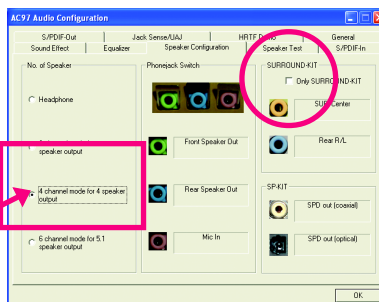 AC97 Audio Configuration
S/PDIF-Out
Jack Sense/UAJ
HRTF
General
Sound Effect
Equalizer
Speaker Configuration
Speaker Test
S/PDIF-In
No. of Speaker
Phonejack Switch
SURROUND-KIT
Only SURROUND-KIT
Headphone
Center
speaker output
Front Speaker Out
Rear R/L
4 channel mode for 4 speaker
output
Rear Speaker Out
SP-KIT
SPD out (coaxial)
6 channel mode for 5.1
speaker output
Mic In
SPD out (optical)
OK